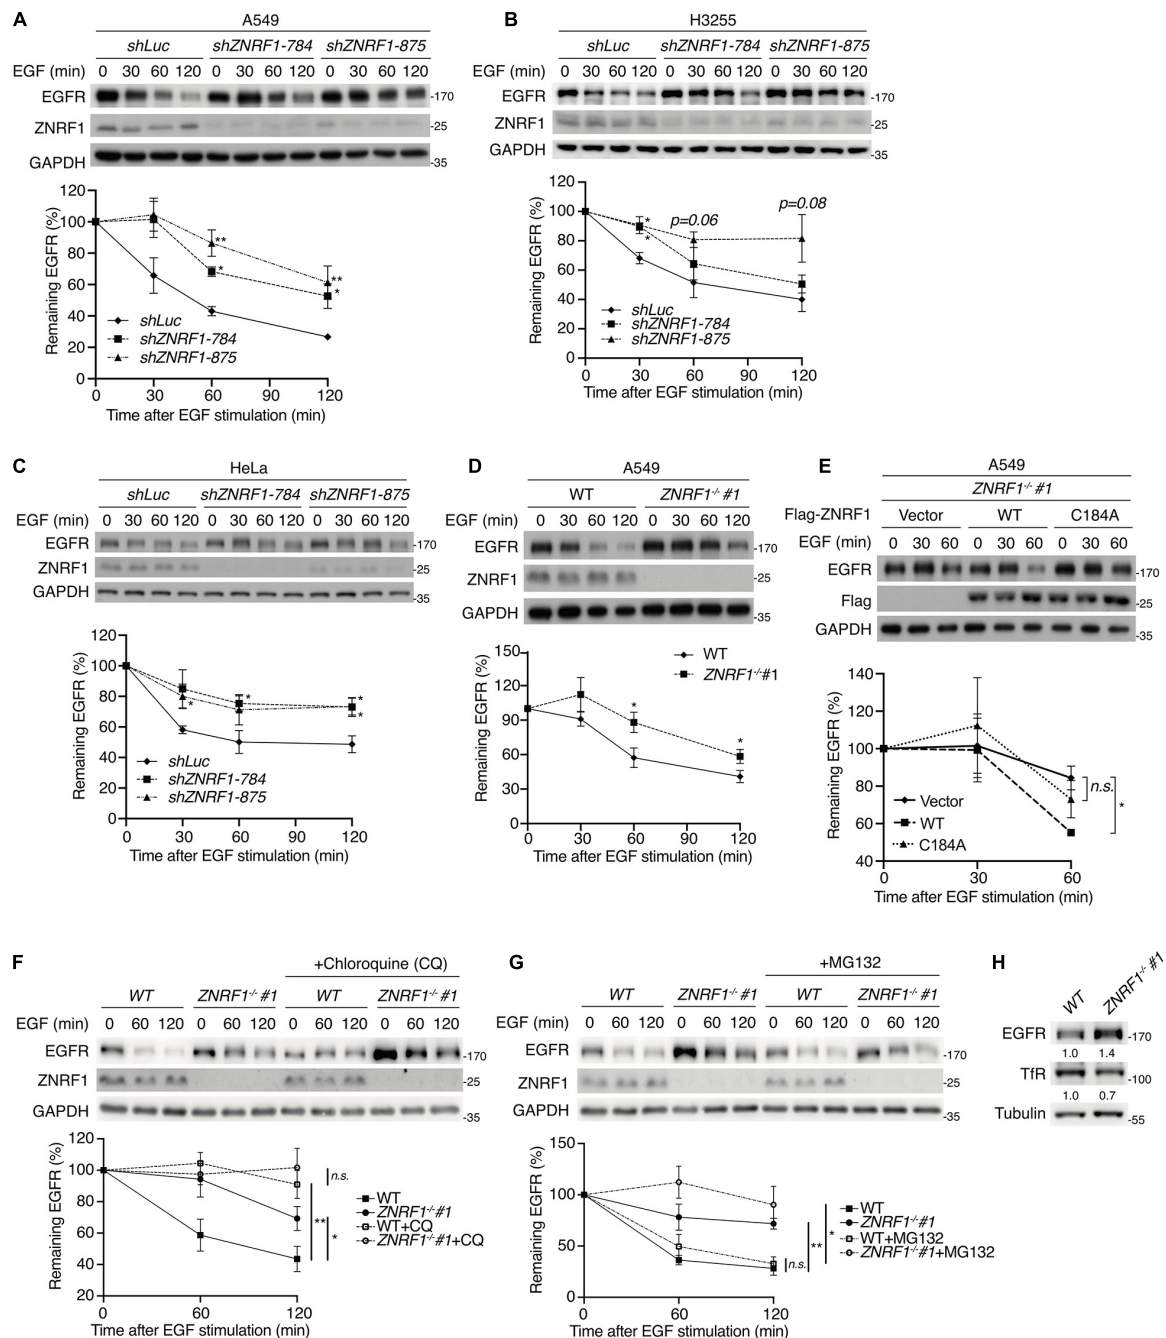 A
A549
shLuc shZNRF1-784 shZNRF1-875
EGF (min) 0 30 60 120 0 30 60 120 0 30 60 120
EGFR -170
ZNRF1 -25
GAPDH -35
Remaining EGFR (%)
120
100
80
60
40
20
0
** * ** *
shLuc
shZNRF1-784
shZNRF1-875
0 30 60 90 120
Time after EGF stimulation (min)
B
H3255
shLuc shZNRF1-784 shZNRF1-875
EGF (min) 0 30 60 120 0 30 60 120 0 30 60 120
EGFR -170
ZNRF1 -25
GAPDH -35
Remaining EGFR (%)
120
100
80
60
40
20
0
* * p=0.06 p=0.08
shLuc
shZNRF1-784
shZNRF1-875
0 30 60 90 120
Time after EGF stimulation (min)
C
HeLa
shLuc shZNRF1-784 shZNRF1-875
EGF (min) 0 30 60 120 0 30 60 120 0 30 60 120
EGFR -170
ZNRF1 -25
GAPDH -35
Remaining EGFR (%)
120
100
80
60
40
20
0
* * * *
shLuc
shZNRF1-784
shZNRF1-875
0 30 60 90 120
Time after EGF stimulation (min)
D
A549
WT ZNRF1-/- #1
EGF (min) 0 30 60 120 0 30 60 120
EGFR -170
ZNRF1 -25
GAPDH -35
Remaining EGFR (%)
150
120
90
60
30
0
WT
ZNRF1-/-#1
* *
0 30 60 90 120
Time after EGF stimulation (min)
E
A549
ZNRF1-/- #1
Flag-ZNRF1 Vector WT C184A
EGF (min) 0 30 60 0 30 60 0 30 60
EGFR -170
Flag -25
GAPDH -35
Remaining EGFR (%)
140
120
100
80
60
40
n.s. *
Vector
WT
C184A
0 30 60
Time after EGF stimulation (min)
F
+Chloroquine (CQ)
WT ZNRF1-/- #1 WT ZNRF1-/- #1
EGF (min) 0 60 120 0 60 120 0 60 120 0 60 120
EGFR -170
ZNRF1 -25
GAPDH -35
Remaining EGFR (%)
120
100
80
60
40
20
n.s. ** *
WT
ZNRF1-/-#1
WT+CQ
ZNRF1-/-#1+CQ
0 60 120
Time after EGF stimulation (min)
G
+MG132
WT ZNRF1-/- #1 WT ZNRF1-/- #1
EGF (min) 0 60 120 0 60 120 0 60 120 0 60 120
EGFR -170
ZNRF1 -25
GAPDH -35
Remaining EGFR (%)
150
100
50
0
n.s. ** *
WT
ZNRF1-/-#1
WT+MG132
ZNRF1-/-#1+MG132
0 60 120
Time after EGF stimulation (min)
H
WT ZNRF1-/- #1
EGFR -170
1.0 1.4
TfR -100
1.0 0.7
Tubulin -55